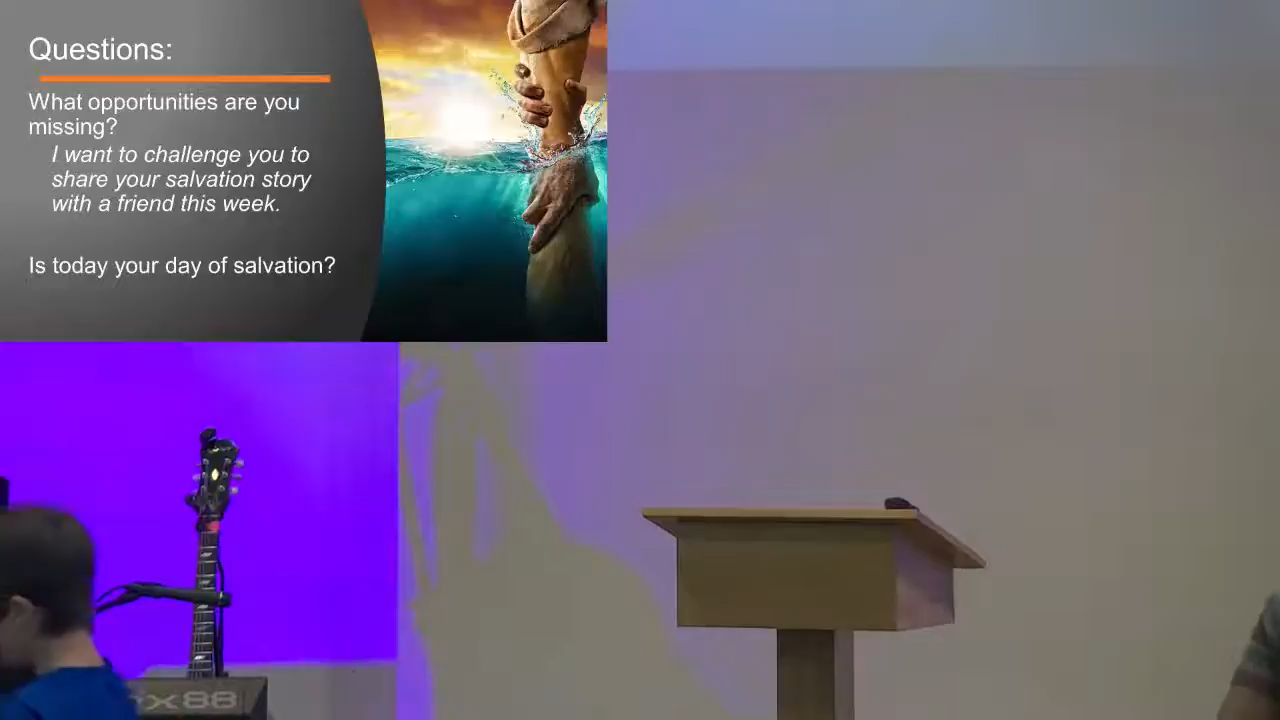 Questions:
What opportunities are you
missing?
I want to challenge you to
share your salvation story
with a friend this week.
Is today your day of salvation?
x88